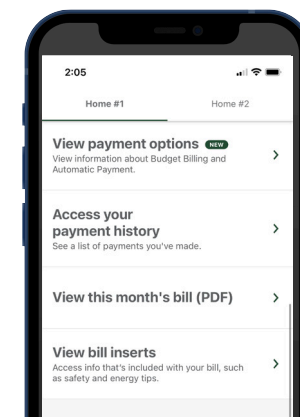 2:05
Home #1 Home #2
View payment options NEW
View information about Budget Billing and
Automatic Payment.
Access your
payment history
See a list of payments you've made.
View this month's bill (PDF)
View bill inserts
Access info that's included with your bill, such
as safety and energy tips.